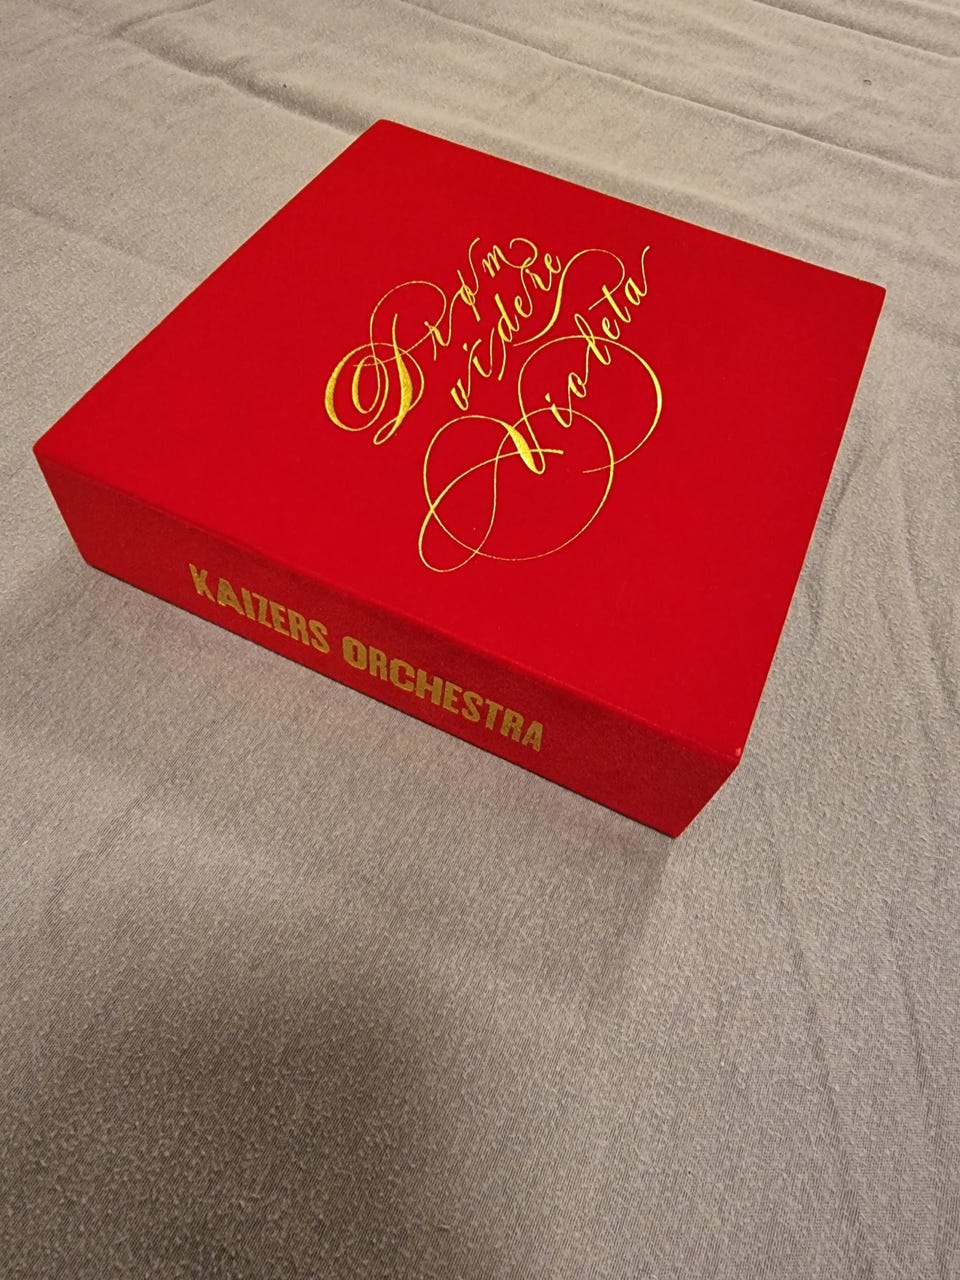 Drøm
videre
Violeta
KAIZERS ORCHESTRA